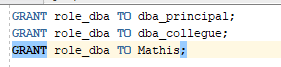 GRANT role_dba TO dba_principal;
GRANT role_dba TO dba_collegue;
GRANT role_dba TO Mathis;